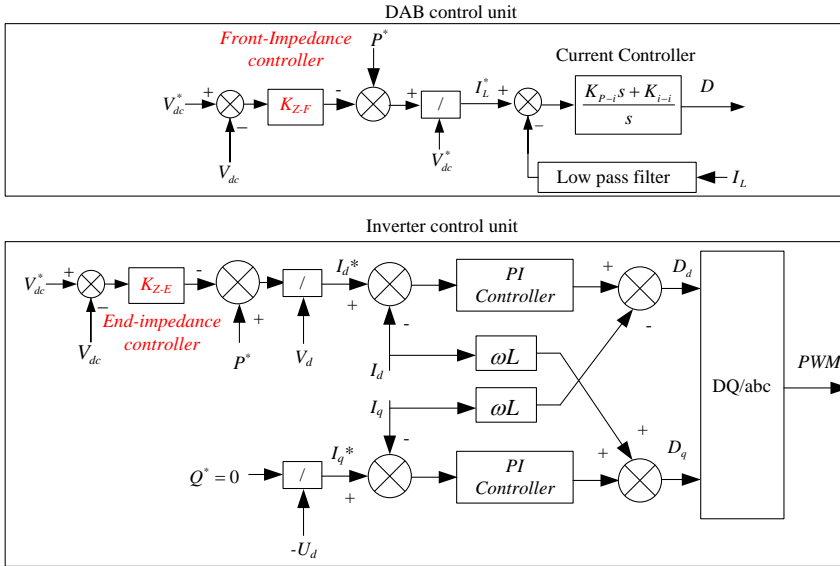 DAB control unit
Front-Impedance
controller
P*
Current Controller
V*dc
+
−
K_Z-F
-
+
/
I*L
+
−
K_{P-i}s + K_{i-i}
s
D
V_dc
V*dc
Low pass filter
I_L
Inverter control unit
V*dc
+
−
K_Z-E
-
+
/
I_d*
+
-
PI
Controller
+
-
D_d
V_dc
End-impedance
controller
P*
V_d
I_d
ωL
I_q
ωL
DQ/abc
PWM
Q* = 0
/
I_q*
-
+
PI
Controller
+
+
D_q
-U_d